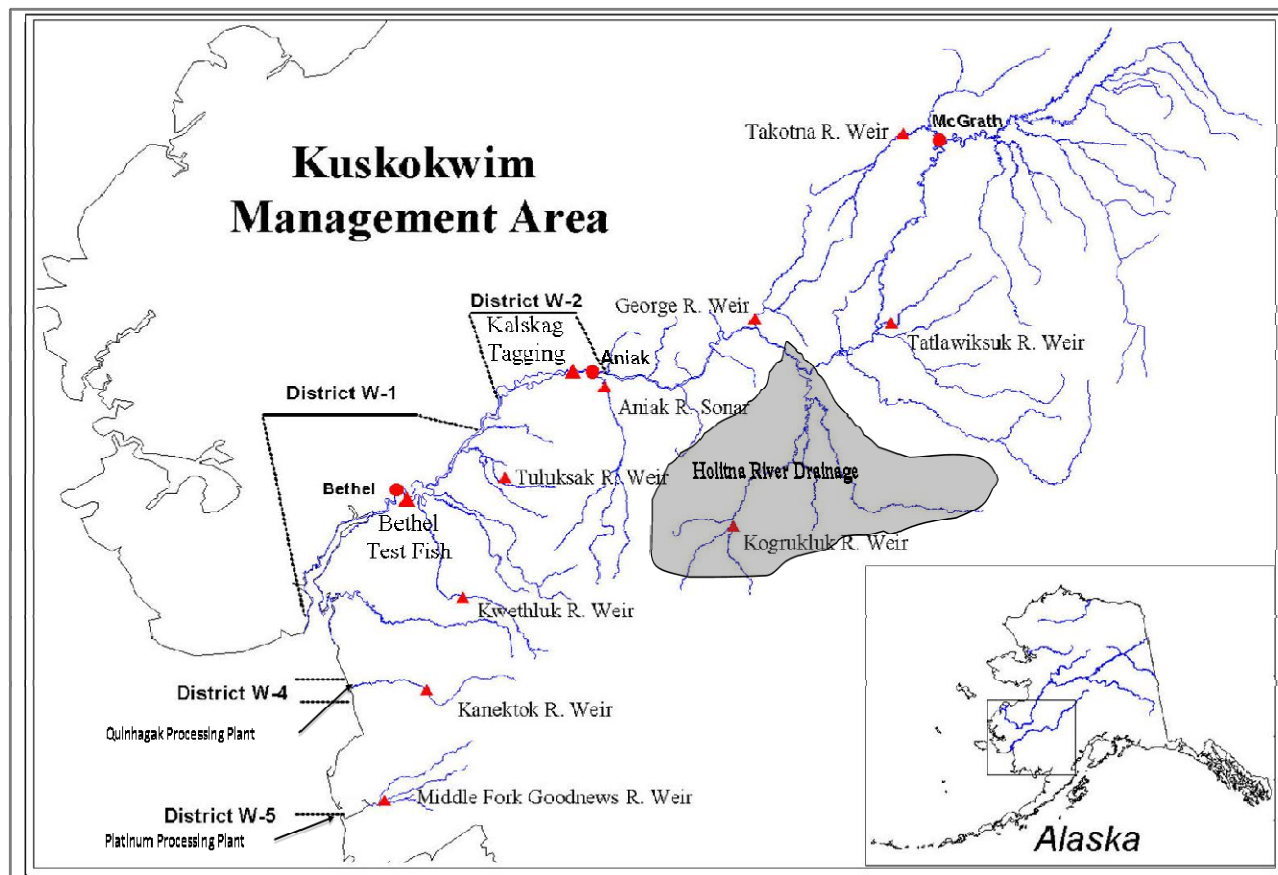 Kuskokwim
Management Area
McGrath
Takotna R. Weir
District W-2
Kalskag
Tagging
George R. Weir
Tatlawiksuk R. Weir
Aniak
District W-1
Aniak R. Sonar
Holitna River Drainage
Tuluksak R. Weir
Bethel
Bethel
Test Fish
Kogrukluk R. Weir
Kwethluk R. Weir
District W-4
Quinhagak Processing Plant
Kanektok R. Weir
Middle Fork Goodnews R. Weir
District W-5
Platinum Processing Plant
Alaska